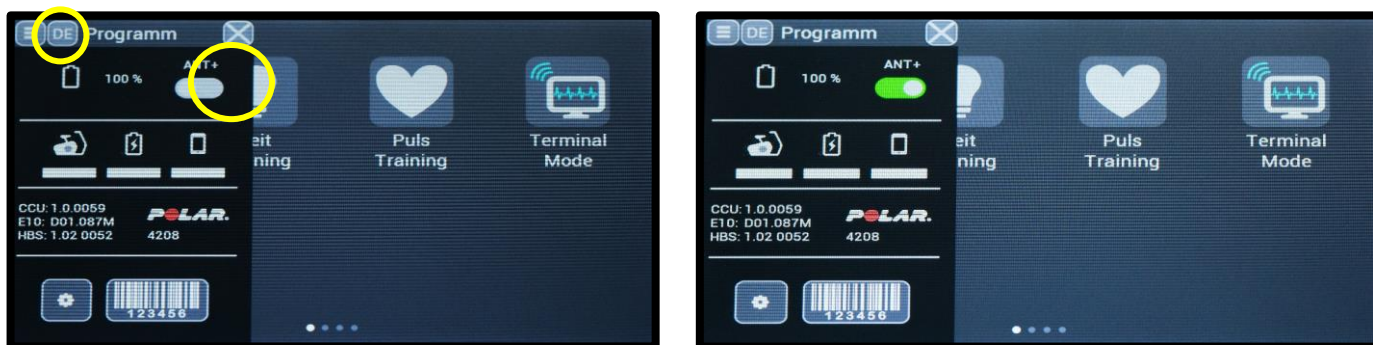 DE Programm
100 %
ANT+
eit
ning
Puls
Training
Terminal
Mode
CCU: 1.0.0059
E10: D01.087M
HBS: 1.02 0052
POLAR.
4208
123456
DE Programm
100 %
ANT+
eit
ning
Puls
Training
Terminal
Mode
CCU: 1.0.0059
E10: D01.087M
HBS: 1.02 0052
POLAR.
4208
123456